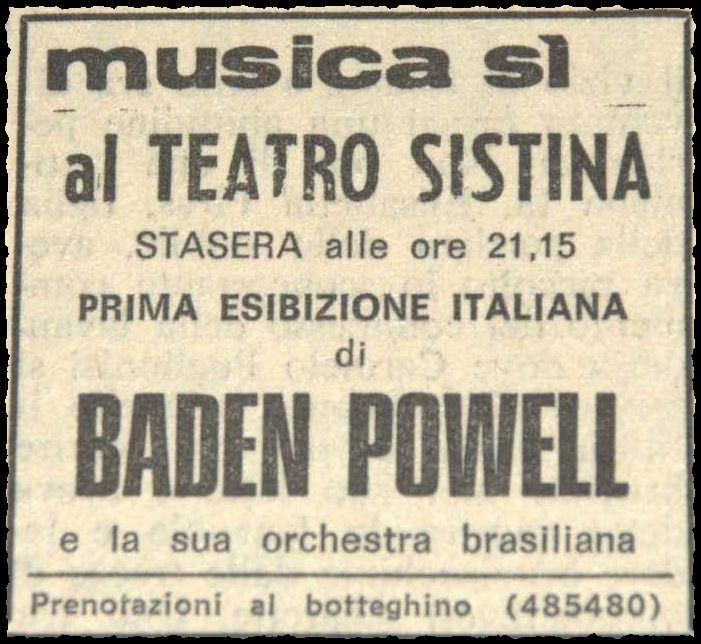 musica sì
al TEATRO SISTINA
STASERA alle ore 21,15
PRIMA ESIBIZIONE ITALIANA
di
BADEN POWELL
e la sua orchestra brasiliana
Prenotazioni al botteghino (485480)